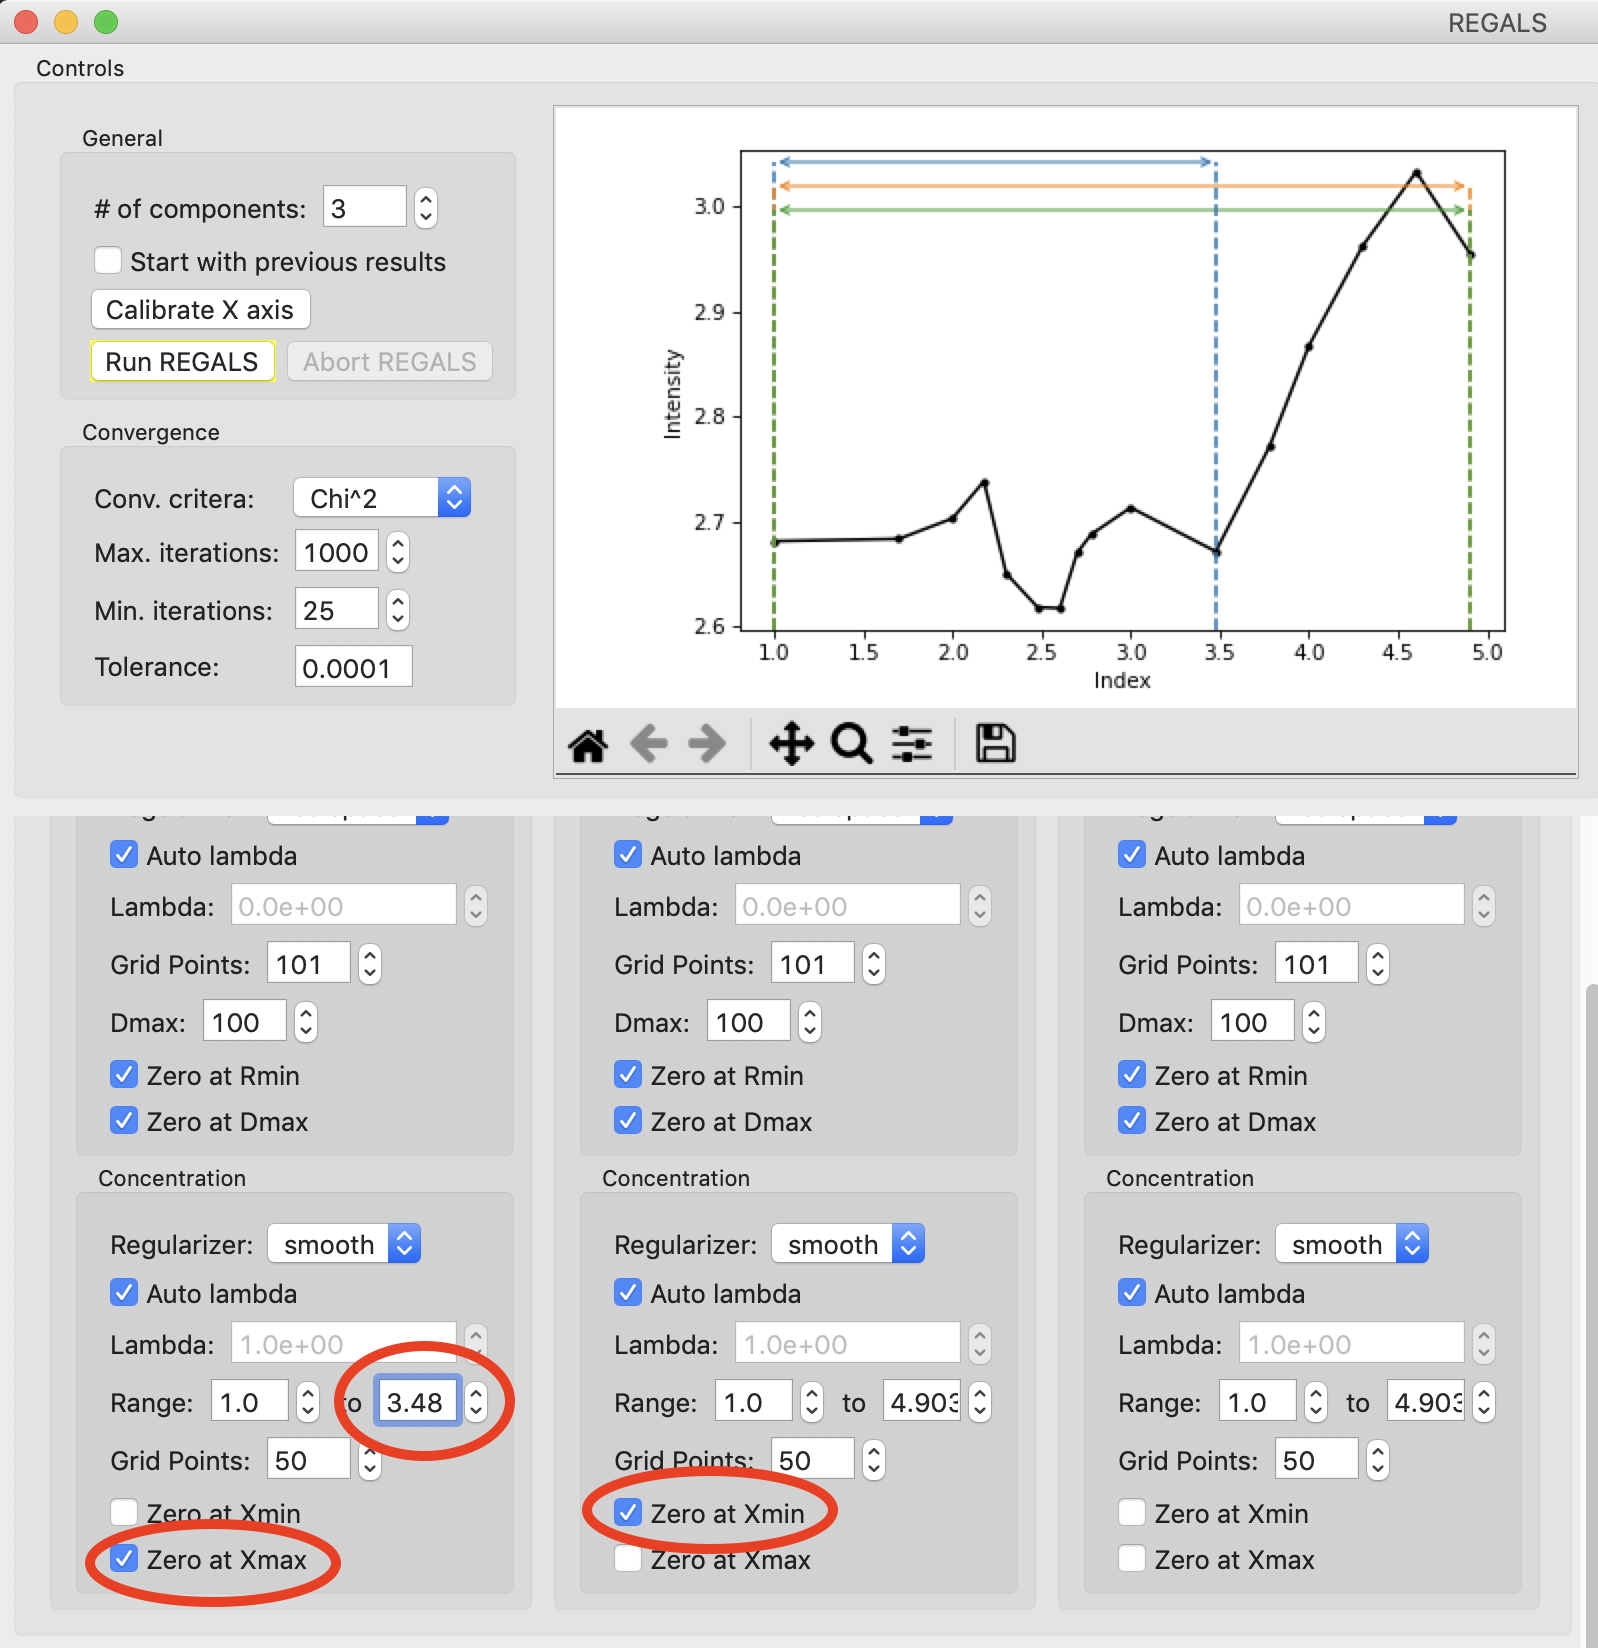 REGALS
Controls
General
# of components: 3
Start with previous results
Calibrate X axis
Run REGALS Abort REGALS
Convergence
Conv. critera: Chi^2
Max. iterations: 1000
Min. iterations: 25
Tolerance: 0.0001
Intensity
3.0
2.9
2.8
2.7
2.6
1.0 1.5 2.0 2.5 3.0 3.5 4.0 4.5 5.0
Index
Auto lambda
Lambda: 0.0e+00
Grid Points: 101
Dmax: 100
Zero at Rmin
Zero at Dmax
Concentration
Regularizer: smooth
Auto lambda
Lambda: 1.0e+00
Range: 1.0 to 3.48
Grid Points: 50
Zero at Xmin
Zero at Xmax
Auto lambda
Lambda: 0.0e+00
Grid Points: 101
Dmax: 100
Zero at Rmin
Zero at Dmax
Concentration
Regularizer: smooth
Auto lambda
Lambda: 1.0e+00
Range: 1.0 to 4.903
Grid Points: 50
Zero at Xmin
Zero at Xmax
Auto lambda
Lambda: 0.0e+00
Grid Points: 101
Dmax: 100
Zero at Rmin
Zero at Dmax
Concentration
Regularizer: smooth
Auto lambda
Lambda: 1.0e+00
Range: 1.0 to 4.903
Grid Points: 50
Zero at Xmin
Zero at Xmax